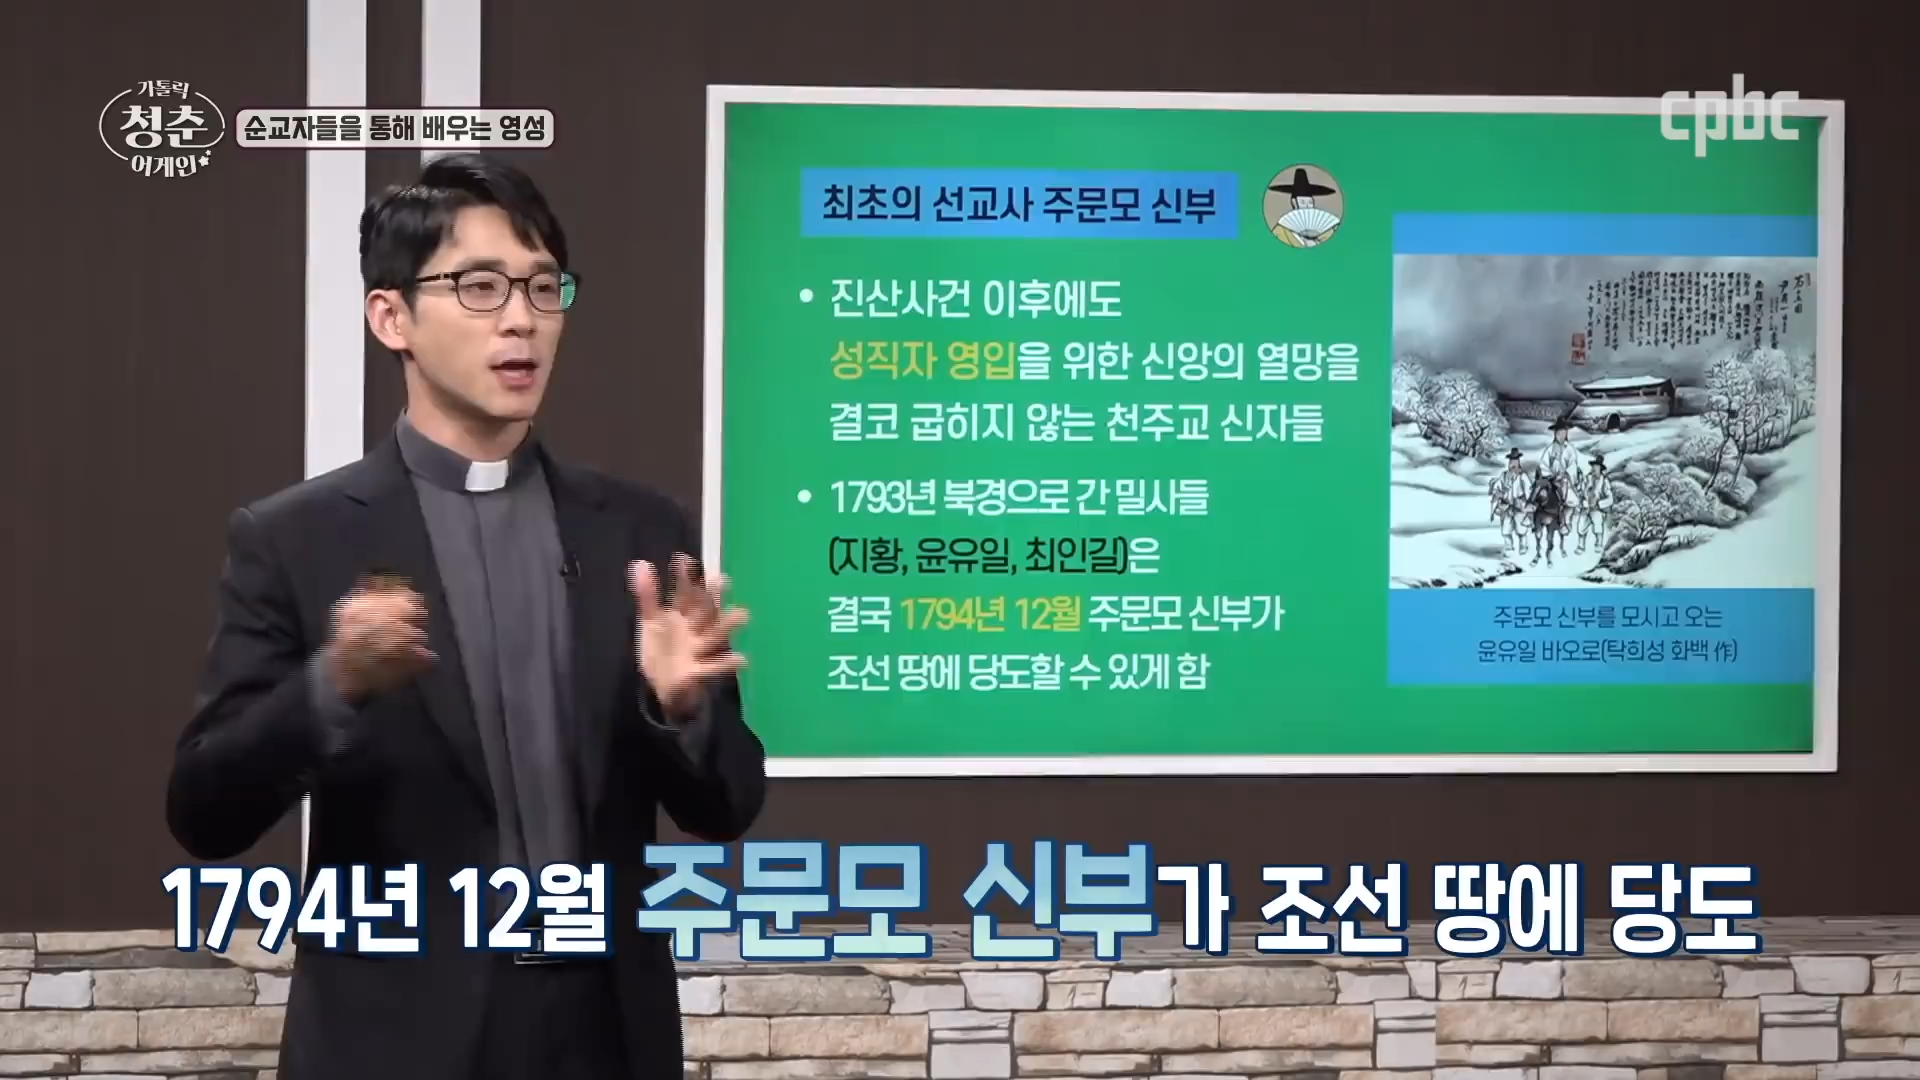 가톨릭
청춘
어게인
순교자들을 통해 배우는 영성
cpbc
최초의 선교사 주문모 신부
• 진산사건 이후에도
성직자 영입을 위한 신앙의 열망을
결코 굽히지 않는 천주교 신자들
• 1793년 북경으로 간 밀사들
(지황, 윤유일, 최인길)은
결국 1794년 12월 주문모 신부가
조선 땅에 당도할 수 있게 함
주문모 신부를 모시고 오는
윤유일 바오로(탁희성 화백 作)
1794년 12월 주문모 신부가 조선 땅에 당도